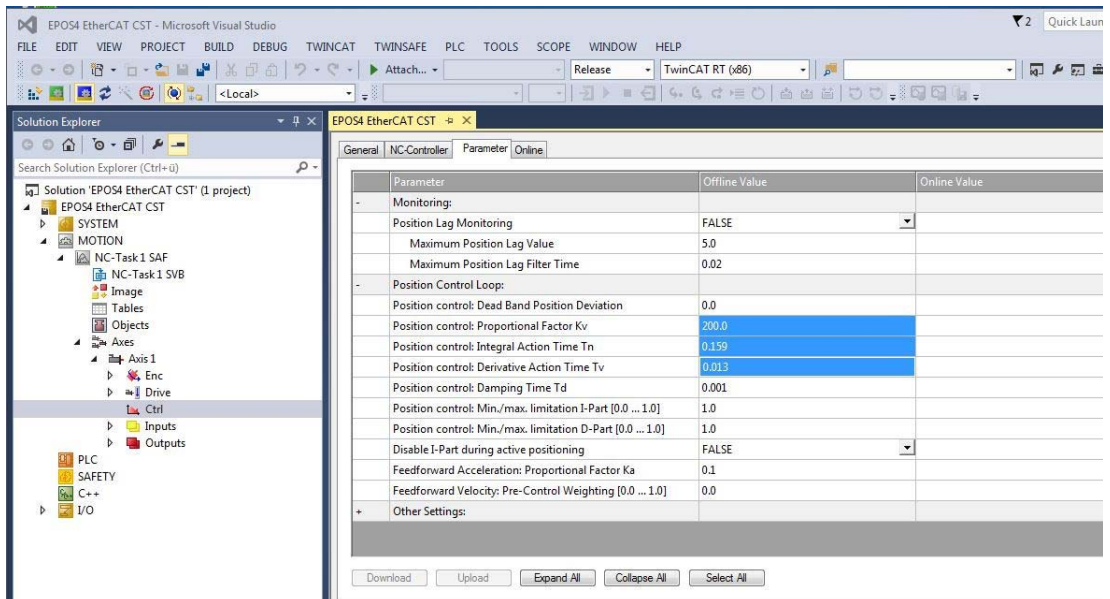 EPOS4 EtherCAT CST - Microsoft Visual Studio
2 Quick Laun
FILE EDIT VIEW PROJECT BUILD DEBUG TWINCAT TWINSAFE PLC TOOLS SCOPE WINDOW HELP
Attach... Release TwinCAT RT (x86)
<Local>
Solution Explorer
EPOS4 EtherCAT CST
Search Solution Explorer (Ctrl+ü)
General NC-Controller Parameter Online
Solution 'EPOS4 EtherCAT CST' (1 project)
EPOS4 EtherCAT CST
SYSTEM
MOTION
NC-Task 1 SAF
NC-Task 1 SVB
Image
Tables
Objects
Axes
Axis 1
Enc
Drive
Ctrl
Inputs
Outputs
PLC
SAFETY
C++
I/O
Parameter Offline Value Online Value
- Monitoring:
Position Lag Monitoring FALSE
Maximum Position Lag Value 5.0
Maximum Position Lag Filter Time 0.02
- Position Control Loop:
Position control: Dead Band Position Deviation 0.0
Position control: Proportional Factor Kv 200.0
Position control: Integral Action Time Tn 0.159
Position control: Derivative Action Time Tv 0.013
Position control: Damping Time Td 0.001
Position control: Min./max. limitation I-Part [0.0 ... 1.0] 1.0
Position control: Min./max. limitation D-Part [0.0 ... 1.0] 1.0
Disable I-Part during active positioning FALSE
Feedforward Acceleration: Proportional Factor Ka 0.1
Feedforward Velocity: Pre-Control Weighting [0.0 ... 1.0] 0.0
+ Other Settings:
Download Upload Expand All Collapse All Select All